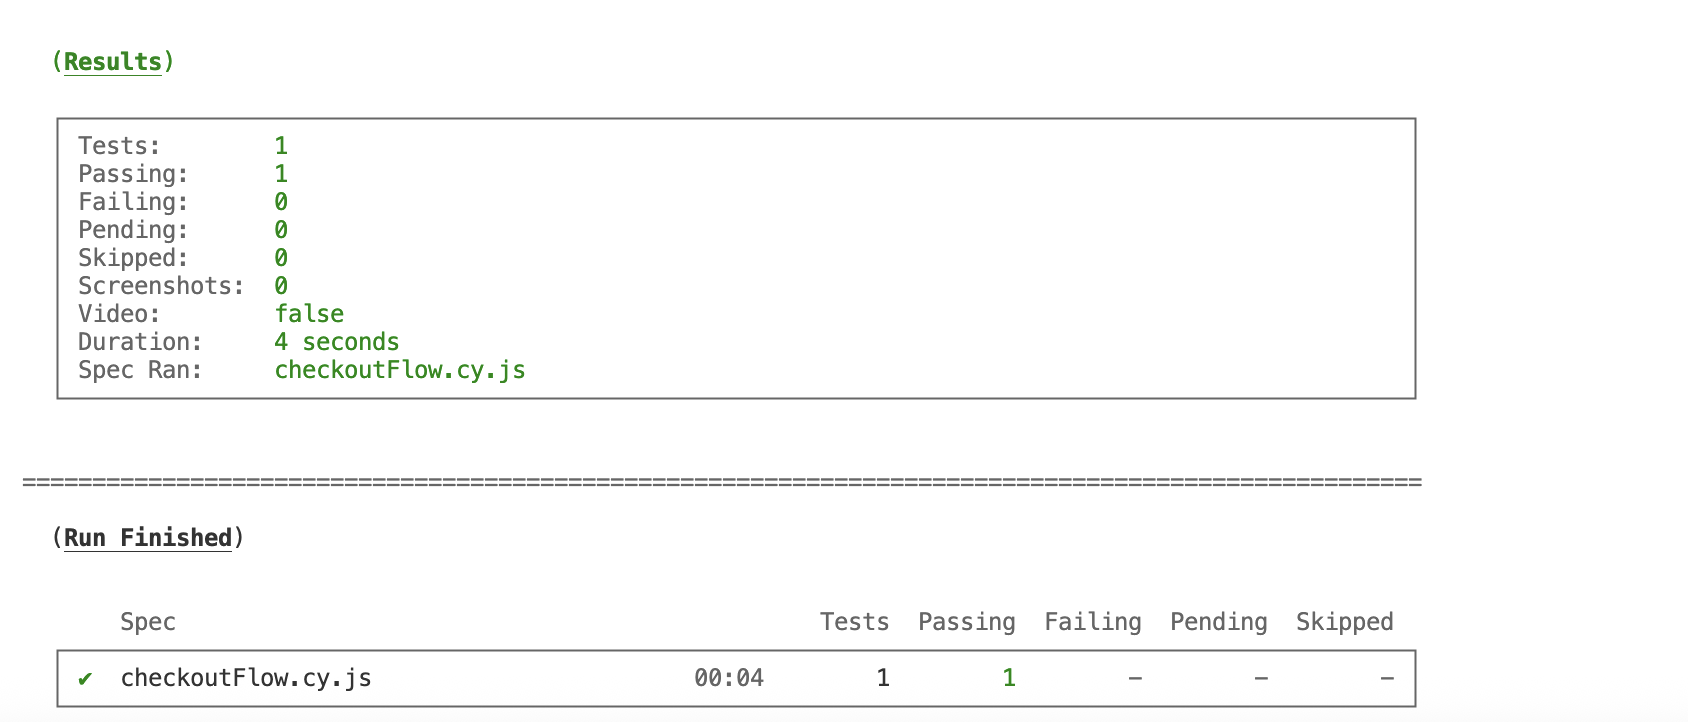 (Results)
Tests: 1
Passing: 1
Failing: 0
Pending: 0
Skipped: 0
Screenshots: 0
Video: false
Duration: 4 seconds
Spec Ran: checkoutFlow.cy.js
====================================================================================================
(Run Finished)
Spec Tests Passing Failing Pending Skipped
✔ checkoutFlow.cy.js 00:04 1 1 – – –